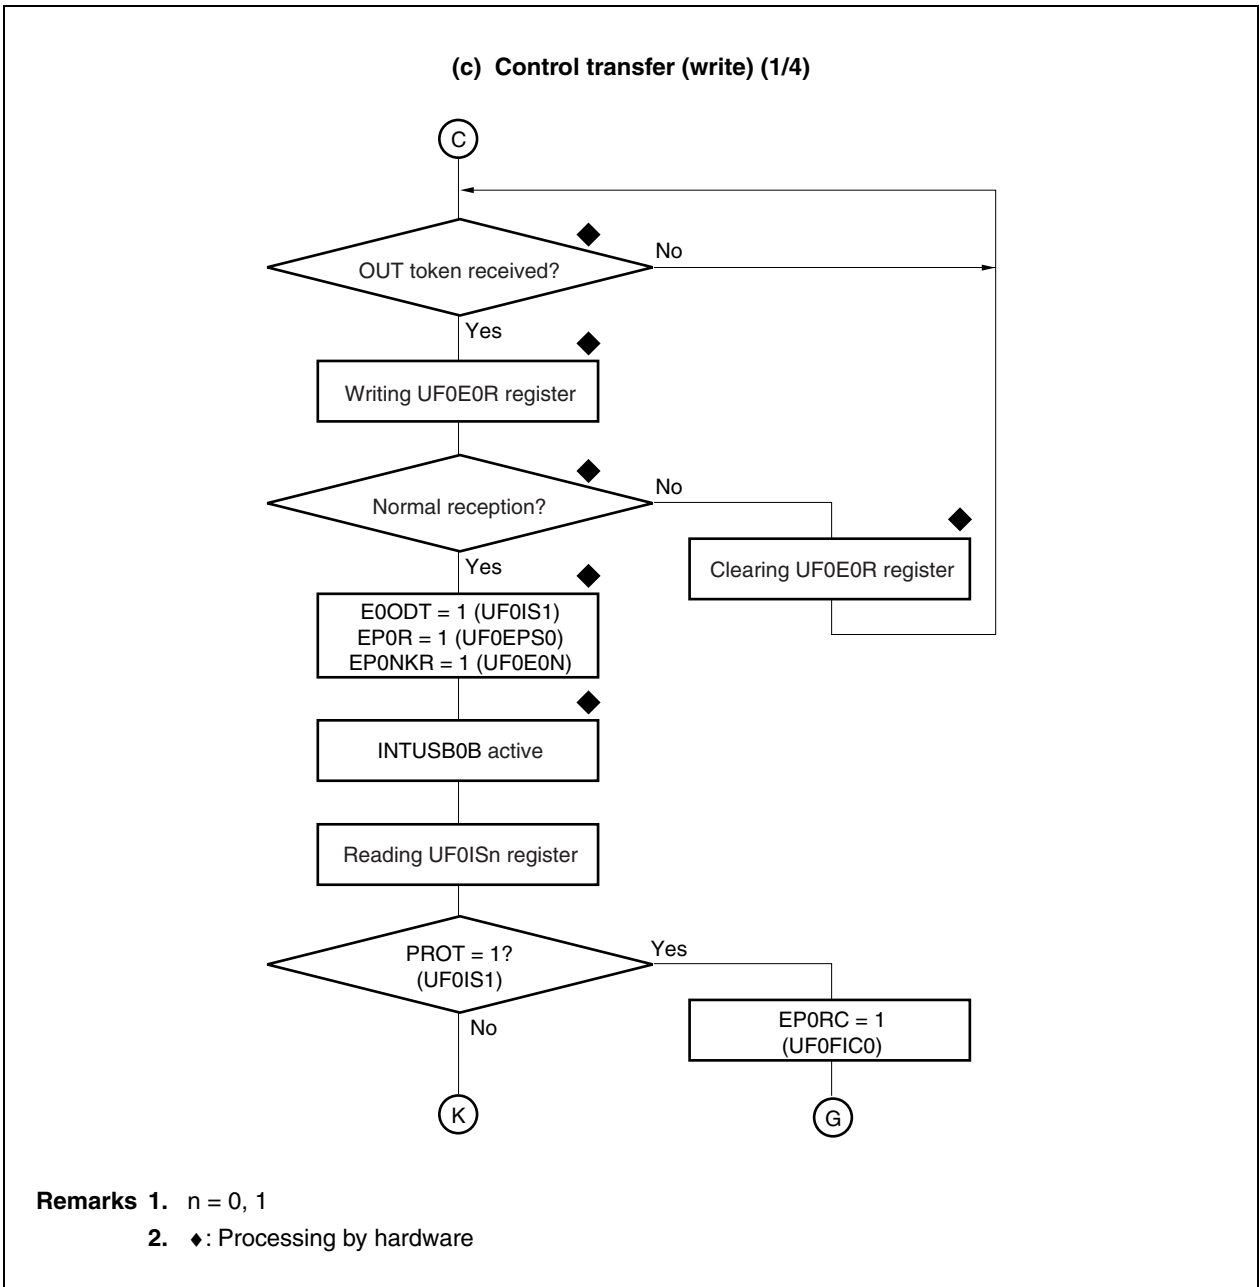 (c) Control transfer (write) (1/4)
C
OUT token received?
No
Yes
Writing UF0E0R register
Normal reception?
No
Yes
Clearing UF0E0R register
E0ODT = 1 (UF0IS1)
EP0R = 1 (UF0EPS0)
EP0NKR = 1 (UF0E0N)
INTUSB0B active
Reading UF0ISn register
PROT = 1?
(UF0IS1)
Yes
No
EP0RC = 1
(UF0FIC0)
K
G
Remarks 1. n = 0, 1
2. ♦: Processing by hardware